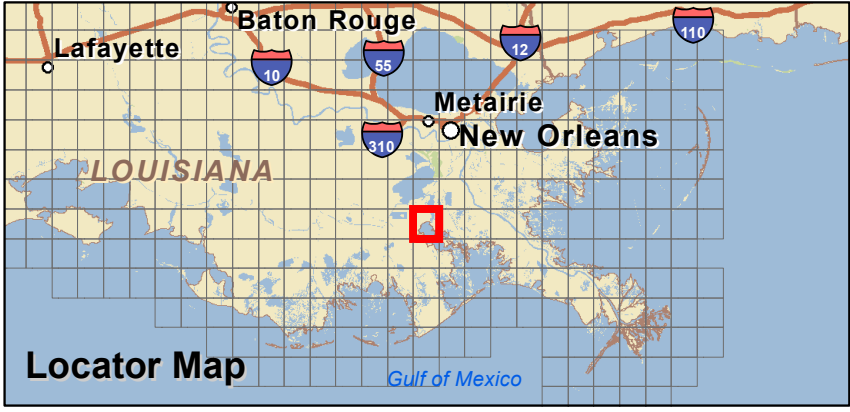 Baton Rouge
110
Lafayette
12
55
10
Metairie
New Orleans
310
LOUISIANA
Locator Map
Gulf of Mexico